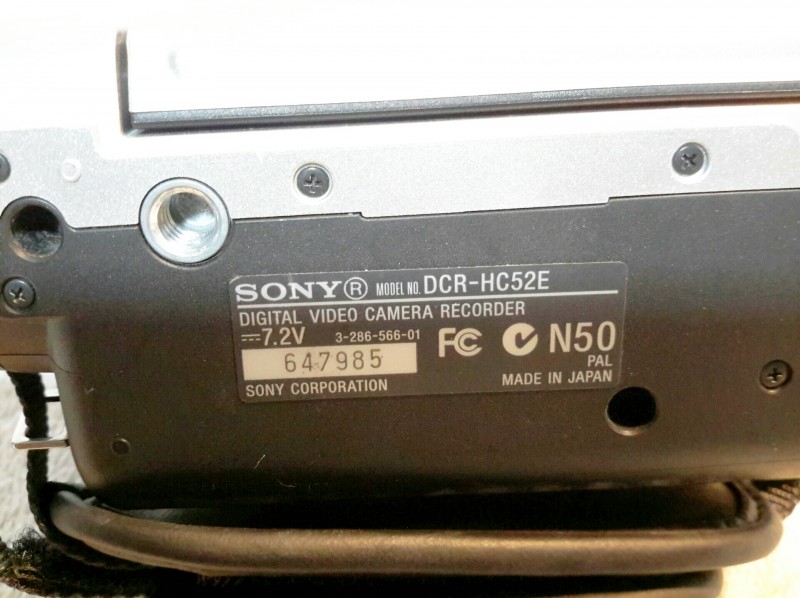 SONY® MODEL NO. DCR-HC52E
DIGITAL VIDEO CAMERA RECORDER
⎓7.2V 3-286-566-01
647985
SONY CORPORATION
FC N50
PAL
MADE IN JAPAN